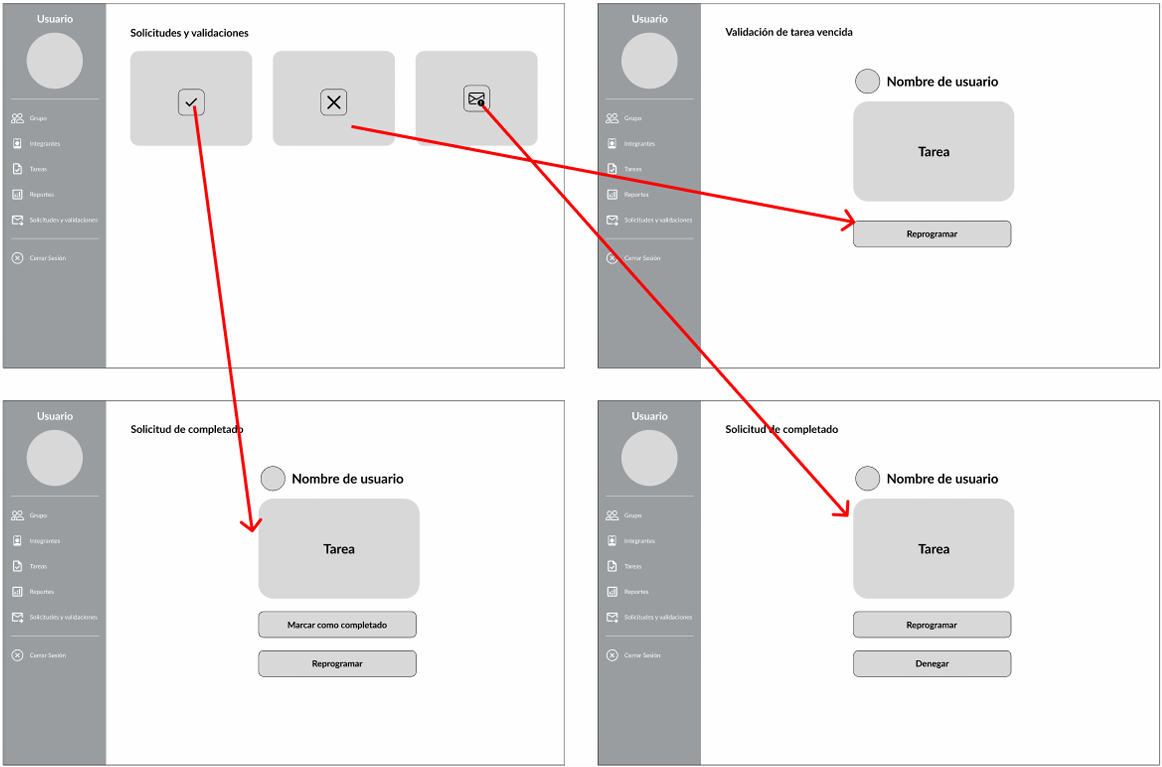 Usuario
Grupo
Integrantes
Tareas
Reportes
Solicitudes y validaciones
Cerrar Sesión
Solicitudes y validaciones
Usuario
Grupo
Integrantes
Tareas
Reportes
Solicitudes y validaciones
Cerrar Sesión
Validación de tarea vencida
Nombre de usuario
Tarea
Reprogramar
Usuario
Grupo
Integrantes
Tareas
Reportes
Solicitudes y validaciones
Cerrar Sesión
Solicitud de completado
Nombre de usuario
Tarea
Marcar como completado
Reprogramar
Usuario
Grupo
Integrantes
Tareas
Reportes
Solicitudes y validaciones
Cerrar Sesión
Solicitud de completado
Nombre de usuario
Tarea
Reprogramar
Denegar